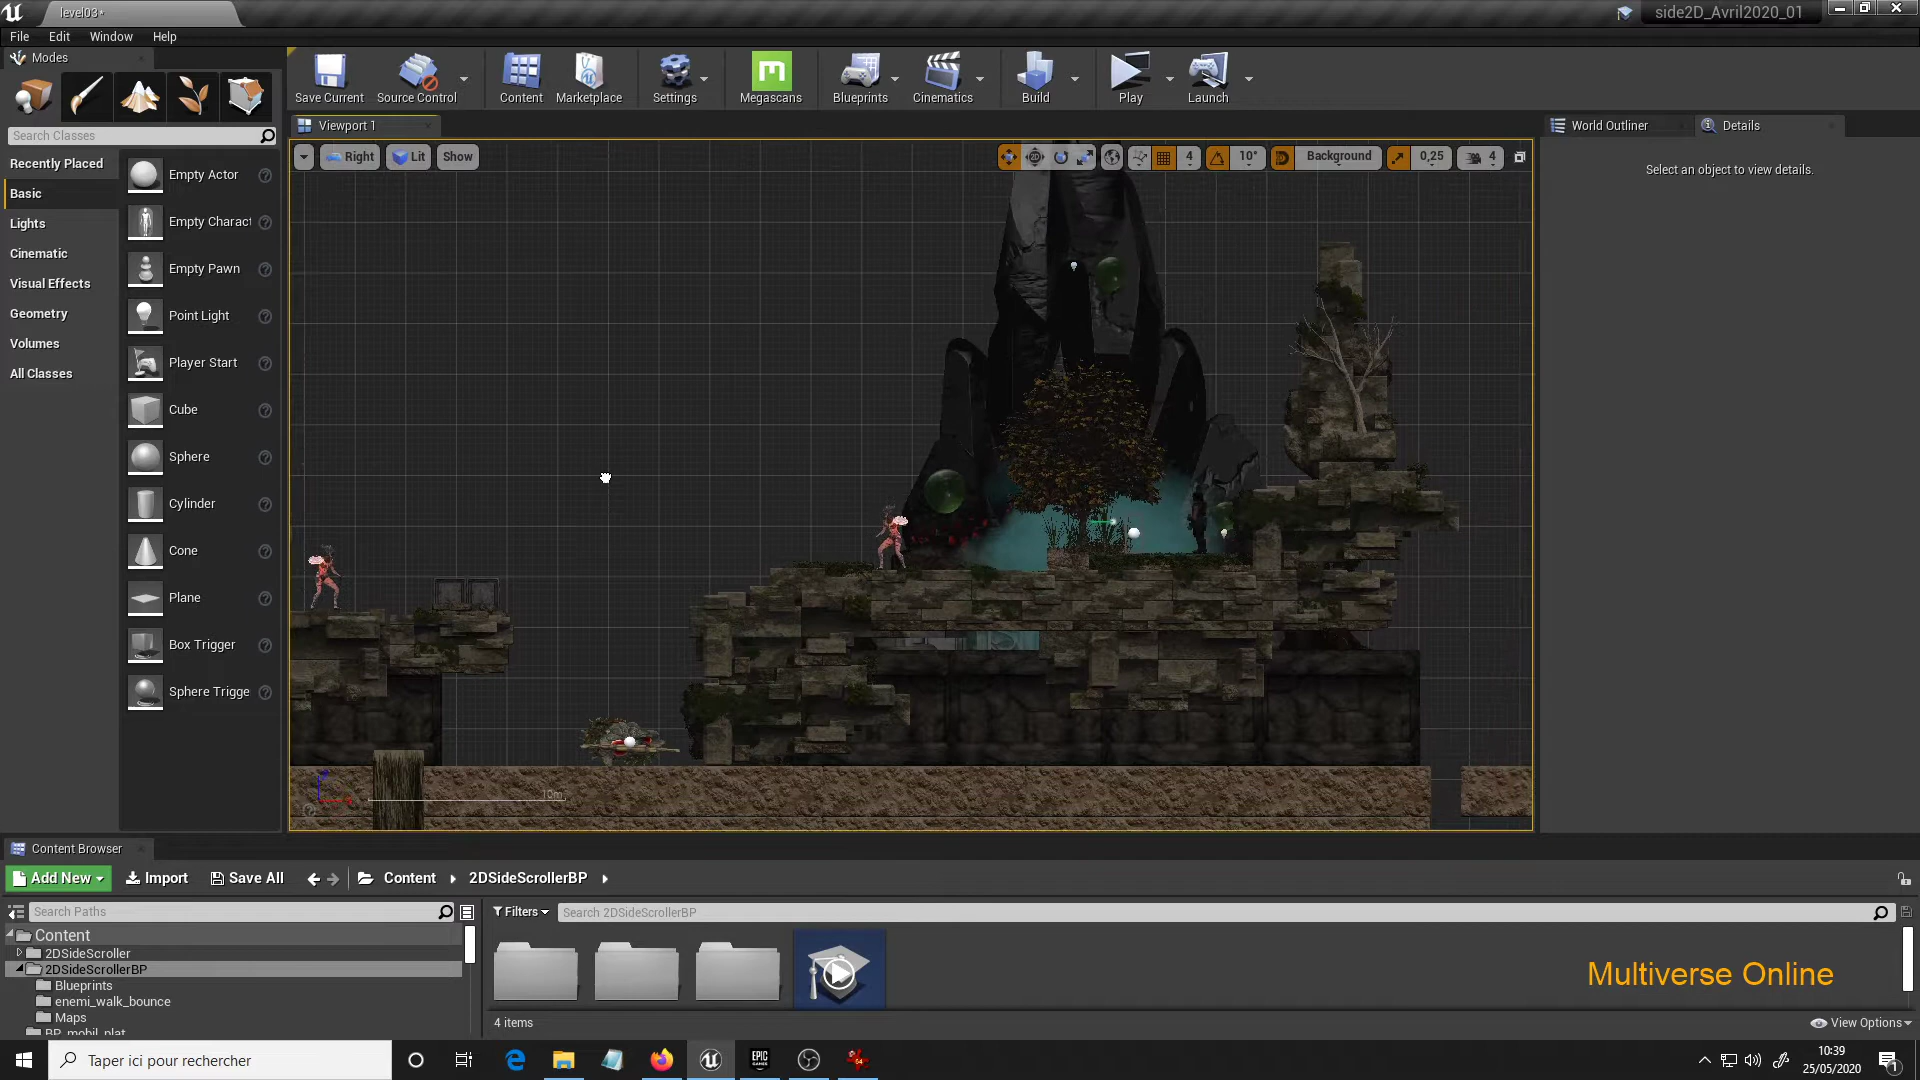 level03*
side2D_Avril2020_01
File Edit Window Help
Modes
Save Current
Source Control
Content
Marketplace
Settings
Megascans
Blueprints
Cinematics
Build
Play
Launch
Search Classes
Recently Placed
Basic
Lights
Cinematic
Visual Effects
Geometry
Volumes
All Classes
Empty Actor
Empty Charact
Empty Pawn
Point Light
Player Start
Cube
Sphere
Cylinder
Cone
Plane
Box Trigger
Sphere Trigge
Viewport 1
Right Lit Show
4 10° Background 0,25 4
10m
World Outliner
Details
Select an object to view details.
Content Browser
Add New Import Save All Content 2DSideScrollerBP
Search Paths
Content
2DSideScroller
2DSideScrollerBP
Blueprints
enemi_walk_bounce
Maps
BP_mobil_plat
Filters Search 2DSideScrollerBP
4 items
View Options
Multiverse Online
Taper ici pour rechercher
EPIC GAMES
10:39
25/05/2020
1